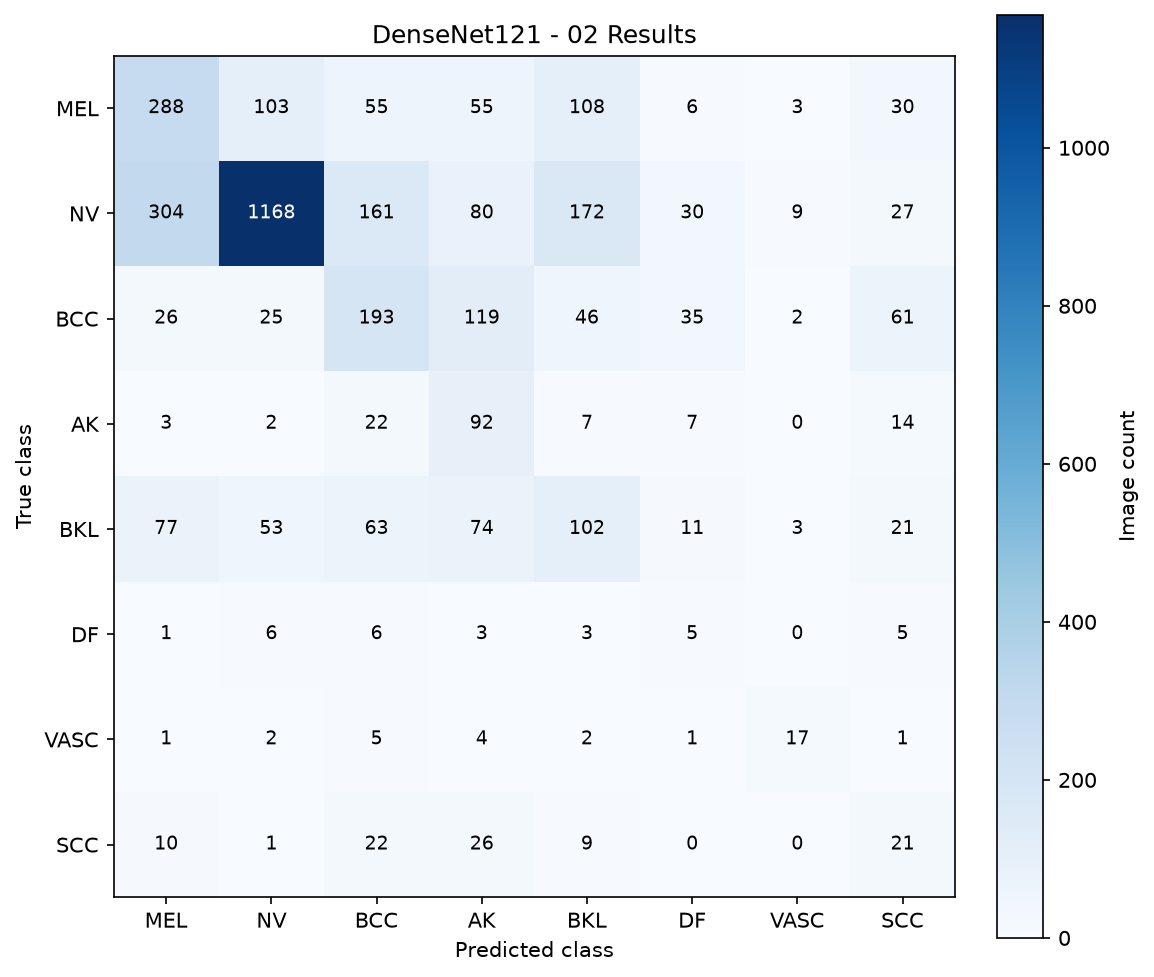 DenseNet121 - 02 Results
MEL 288 103 55 55 108 6 3 30
NV 304 1168 161 80 172 30 9 27
BCC 26 25 193 119 46 35 2 61
AK 3 2 22 92 7 7 0 14
BKL 77 53 63 74 102 11 3 21
DF 1 6 6 3 3 5 0 5
VASC 1 2 5 4 2 1 17 1
SCC 10 1 22 26 9 0 0 21
MEL NV BCC AK BKL DF VASC SCC
Predicted class
True class
1000
800
600
400
200
0
Image count